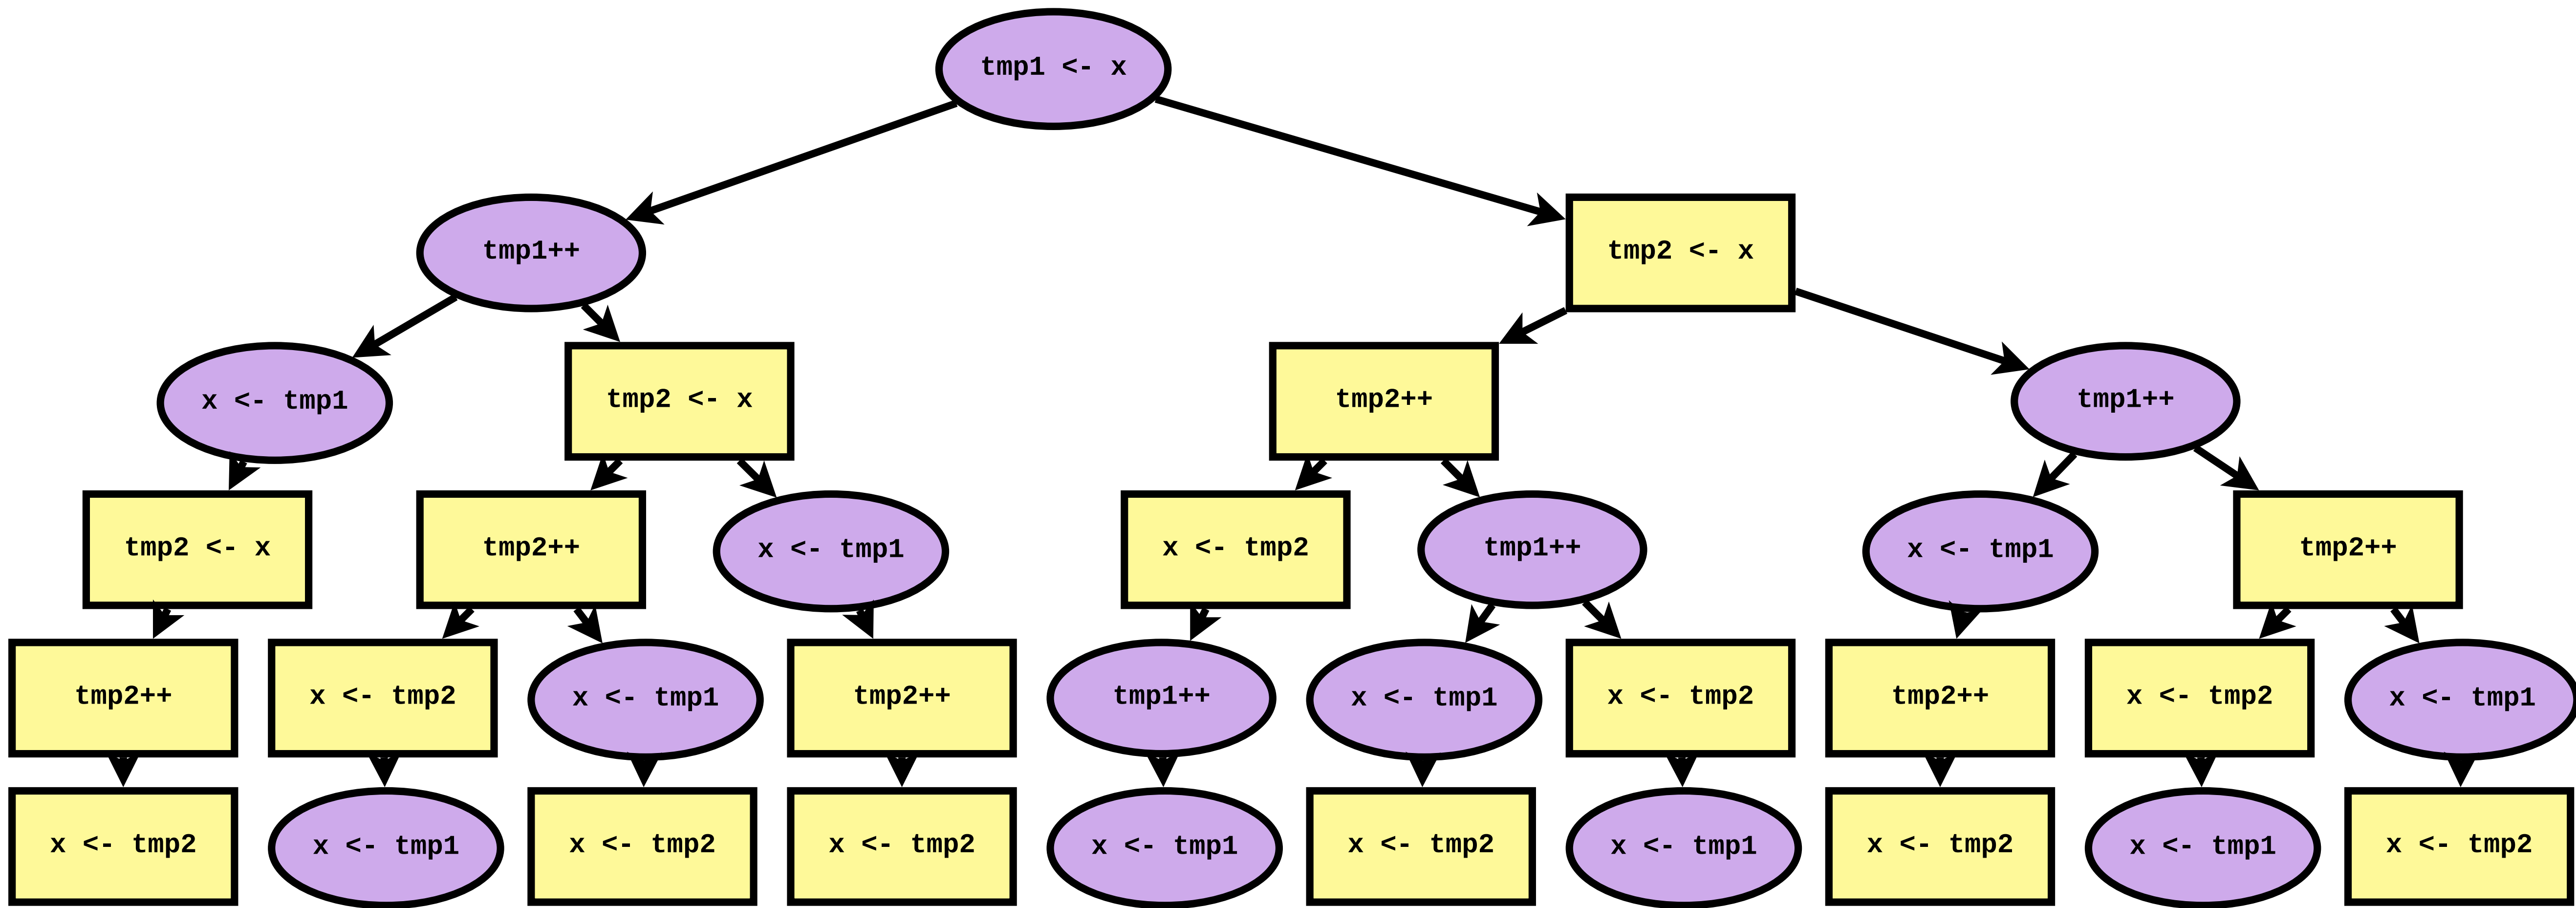 tmp1 <- x
tmp1++
tmp2 <- x
x <- tmp1
tmp2 <- x
tmp2++
tmp1++
tmp2 <- x
tmp2++
x <- tmp1
x <- tmp2
tmp1++
x <- tmp1
tmp2++
tmp2++
x <- tmp2
x <- tmp1
tmp2++
tmp1++
x <- tmp1
x <- tmp2
tmp2++
x <- tmp2
x <- tmp1
x <- tmp2
x <- tmp1
x <- tmp2
x <- tmp2
x <- tmp1
x <- tmp2
x <- tmp1
x <- tmp2
x <- tmp1
x <- tmp2